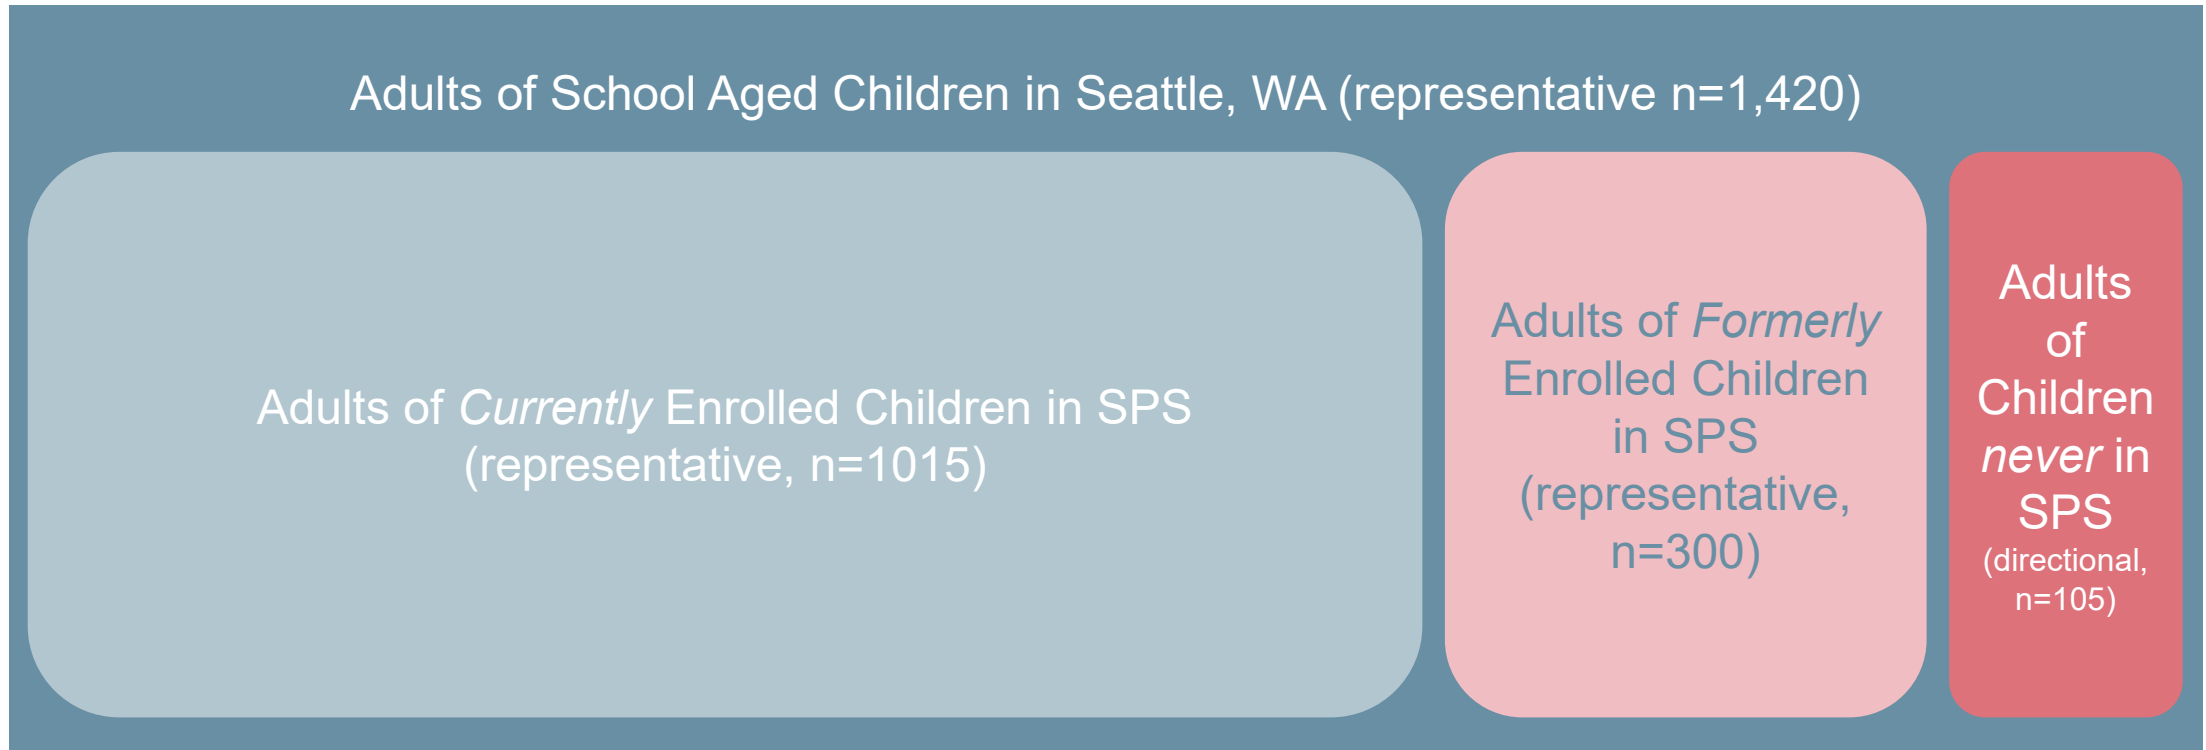 Adults of School Aged Children in Seattle, WA (representative n=1,420)
Adults of Currently Enrolled Children in SPS
(representative, n=1015)
Adults of Formerly
Enrolled Children
in SPS
(representative,
n=300)
Adults
of
Children
never in
SPS
(directional,
n=105)